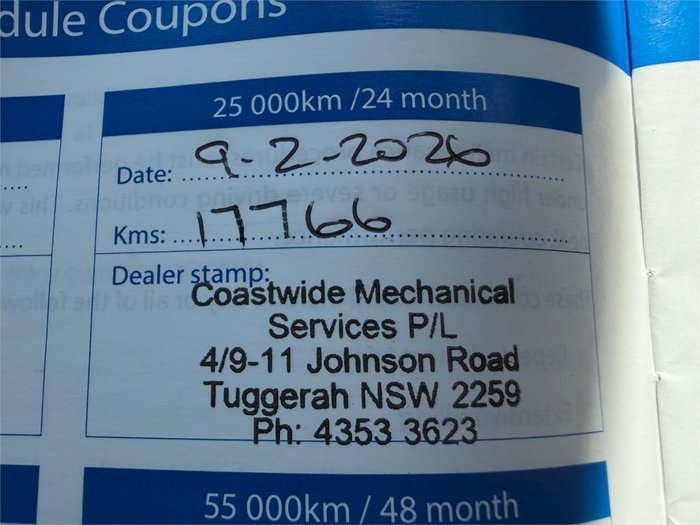 dule Coupons
25 000km /24 month
Date: 9-2-2026
Kms: 17766
Dealer stamp:
Coastwide Mechanical
Services P/L
4/9-11 Johnson Road
Tuggerah NSW 2259
Ph: 4353 3623
55 000km / 48 month